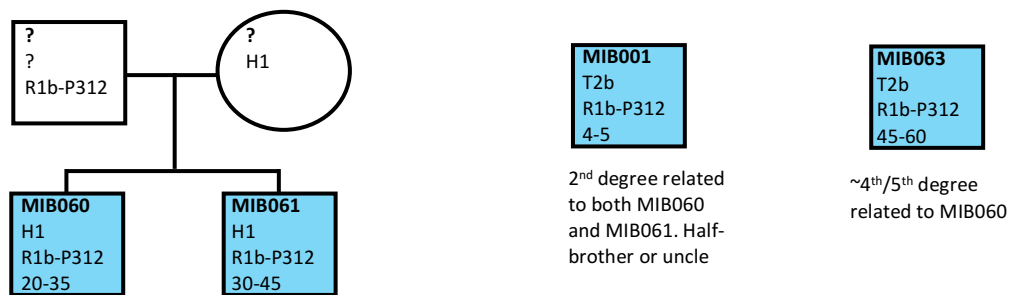 ?
?
R1b-P312
?
H1
MIB060
H1
R1b-P312
20-35
MIB061
H1
R1b-P312
30-45
MIB001
T2b
R1b-P312
4-5
2nd degree related
to both MIB060
and MIB061. Half-
brother or uncle
MIB063
T2b
R1b-P312
45-60
~4th/5th degree
related to MIB060